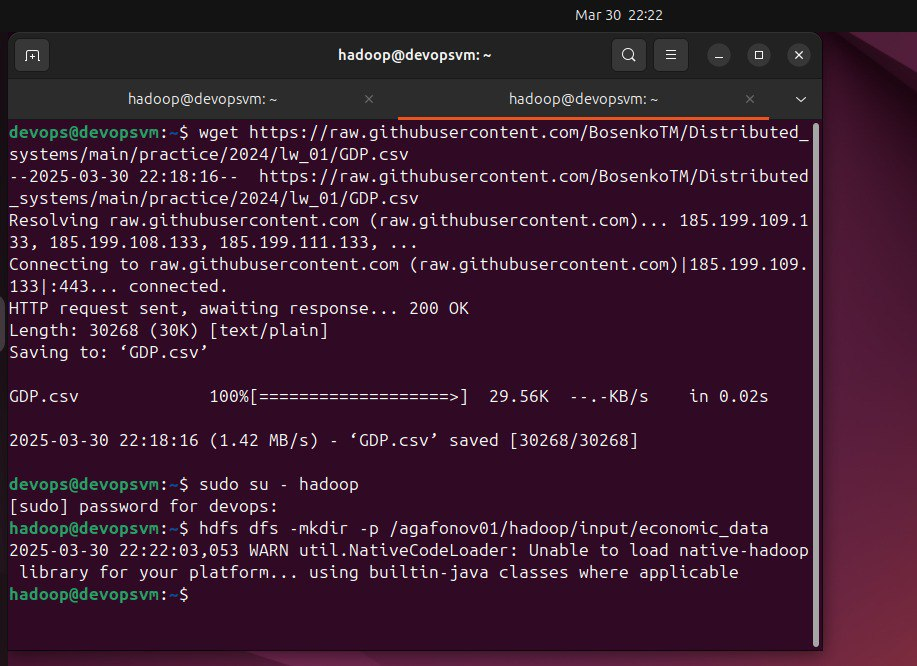 Mar 30 22:22
hadoop@devopsvm: ~
hadoop@devopsvm: ~
hadoop@devopsvm: ~
devops@devopsvm:~$ wget https://raw.githubusercontent.com/BosenkoTM/Distributed_
systems/main/practice/2024/lw_01/GDP.csv
--2025-03-30 22:18:16--  https://raw.githubusercontent.com/BosenkoTM/Distributed
_systems/main/practice/2024/lw_01/GDP.csv
Resolving raw.githubusercontent.com (raw.githubusercontent.com)... 185.199.109.1
33, 185.199.108.133, 185.199.111.133, ...
Connecting to raw.githubusercontent.com (raw.githubusercontent.com)|185.199.109.
133|:443... connected.
HTTP request sent, awaiting response... 200 OK
Length: 30268 (30K) [text/plain]
Saving to: ‘GDP.csv’
GDP.csv             100%[===================>]  29.56K  --.-KB/s    in 0.02s
2025-03-30 22:18:16 (1.42 MB/s) - ‘GDP.csv’ saved [30268/30268]
devops@devopsvm:~$ sudo su - hadoop
[sudo] password for devops:
hadoop@devopsvm:~$ hdfs dfs -mkdir -p /agafonov01/hadoop/input/economic_data
2025-03-30 22:22:03,053 WARN util.NativeCodeLoader: Unable to load native-hadoop
 library for your platform... using builtin-java classes where applicable
hadoop@devopsvm:~$